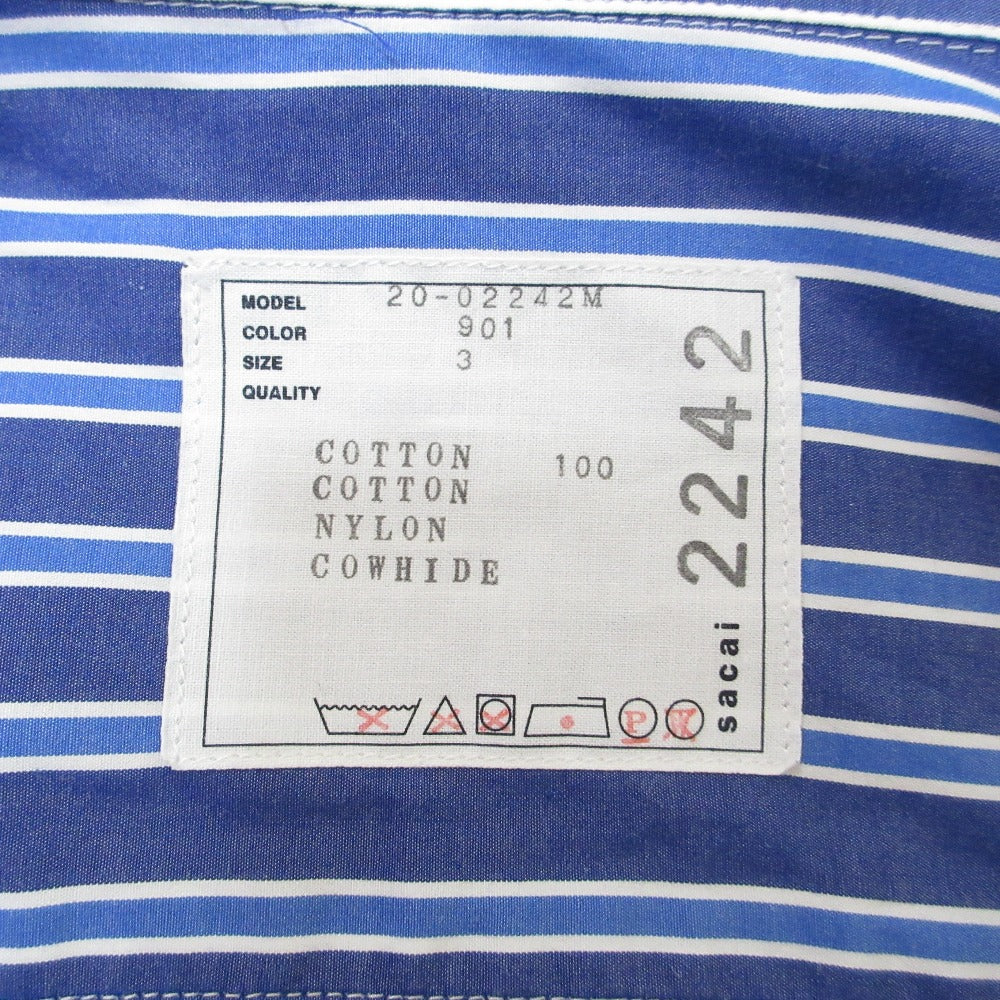 MODEL 20-02242M
COLOR 901
SIZE 3
QUALITY
COTTON 100
COTTON
NYLON
COWHIDE
P
W
sacai 2242